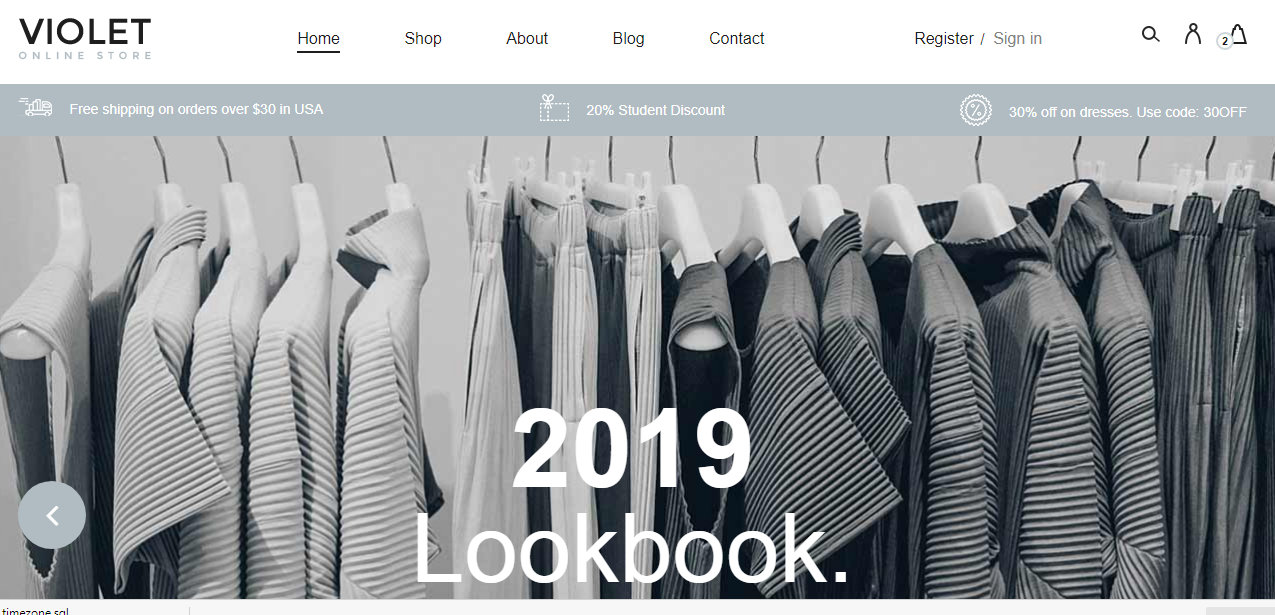 VIOLET
ONLINE STORE
Home Shop About Blog Contact Register / Sign in 2
Free shipping on orders over $30 in USA 20% Student Discount 30% off on dresses. Use code: 30OFF
2019
Lookbook.
timezone.sql